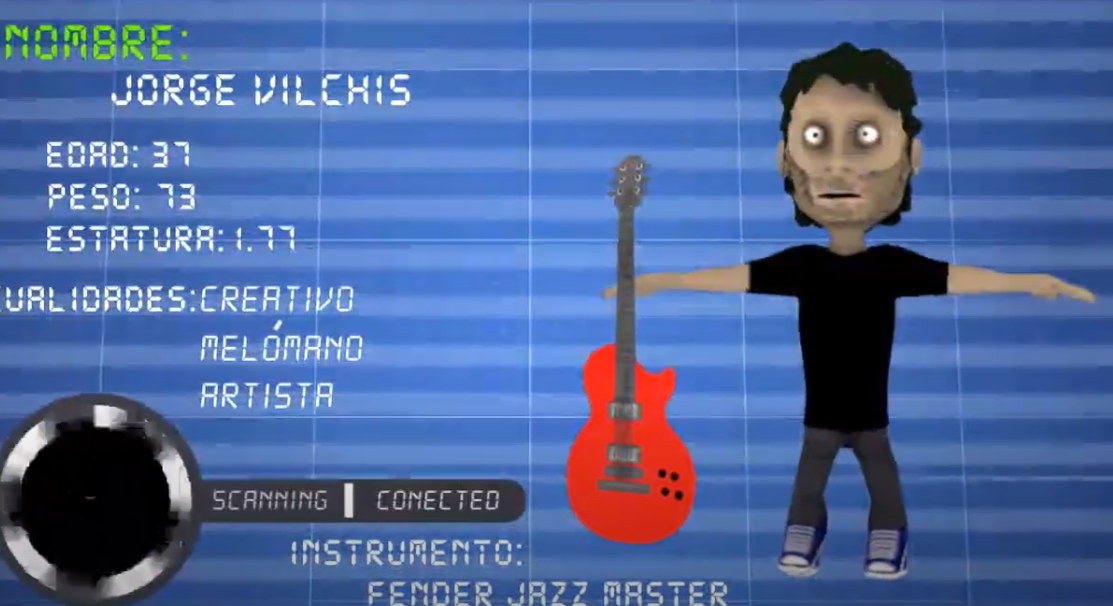 NOMBRE:
JORGE VILCHIS
EDAD: 37
PESO: 73
ESTATURA: 1.77
CUALIDADES: CREATIVO
MELÓMANO
ARTISTA
SCANNING | CONECTED
INSTRUMENTO:
FENDER JAZZ MASTER